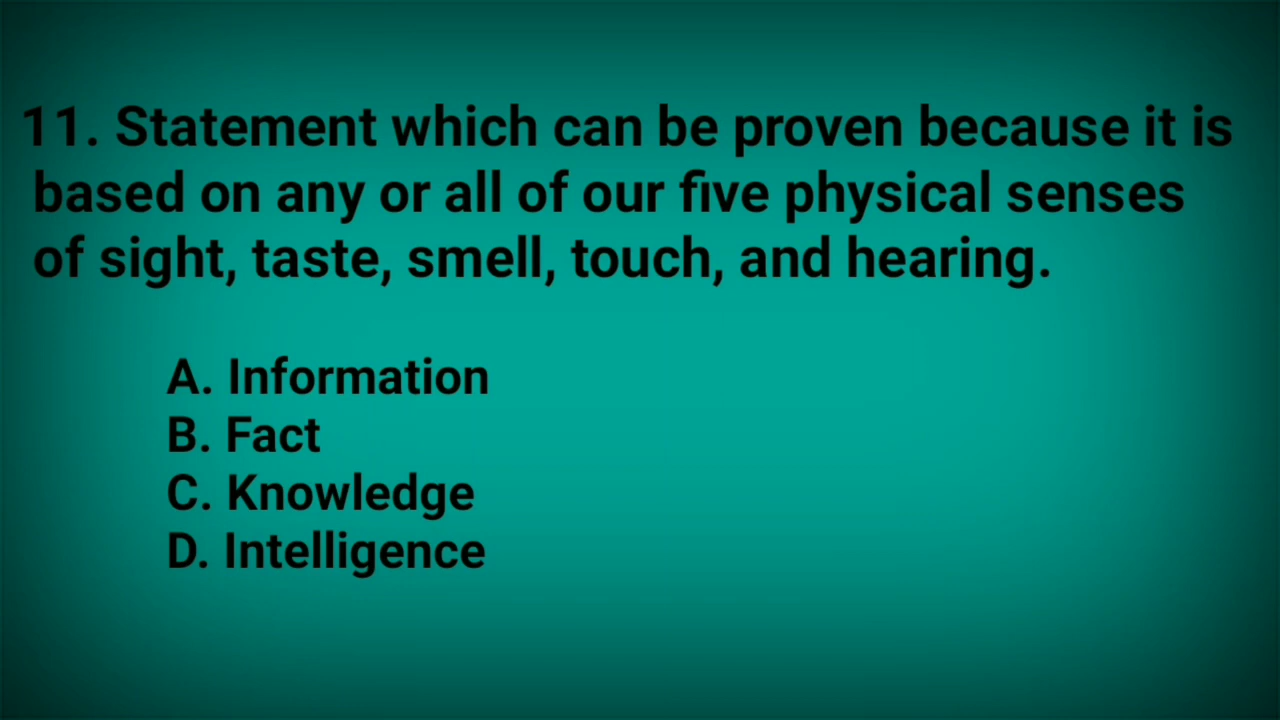 11. Statement which can be proven because it is
based on any or all of our five physical senses
of sight, taste, smell, touch, and hearing.
A. Information
B. Fact
C. Knowledge
D. Intelligence